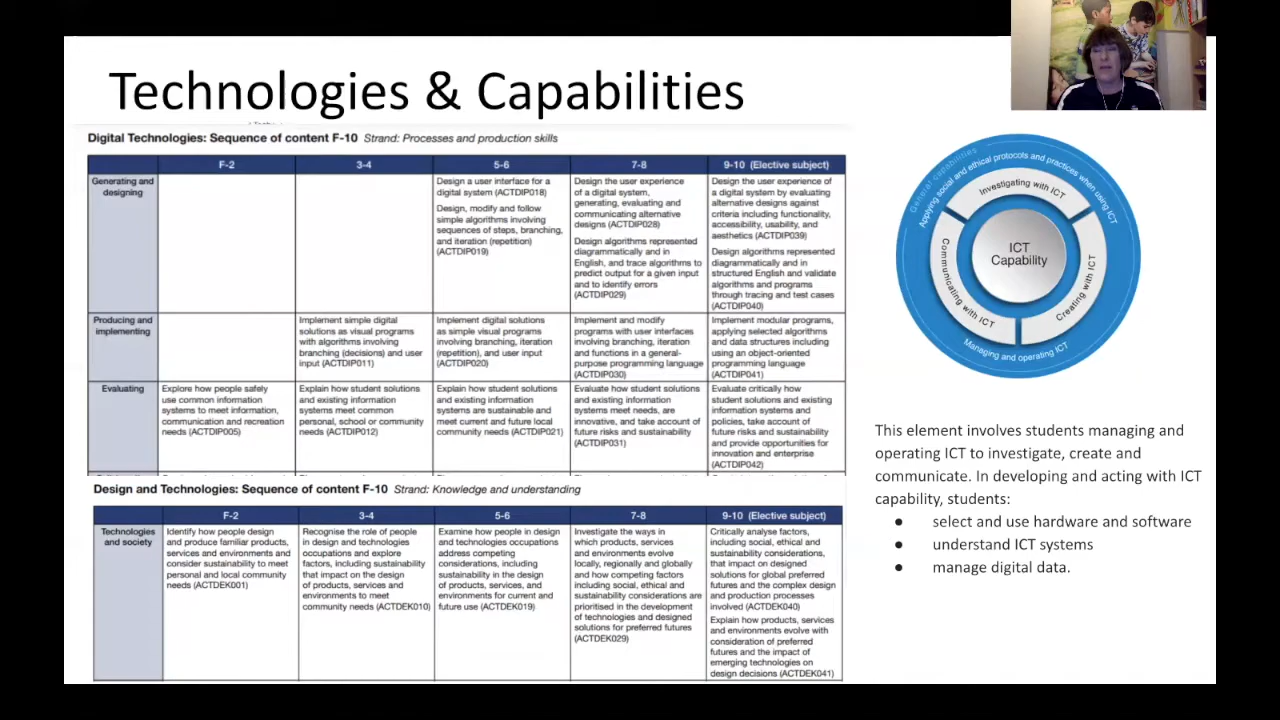 Technologies & Capabilities
Digital Technologies: Sequence of content F-10 Strand: Processes and production skills
F-2
3-4
5-6
7-8
9-10 (Elective subject)
Generating and
designing
Design a user interface for a
digital system (ACTDIP018)
Design, modify and follow
simple algorithms involving
sequences of steps, branching,
and iteration (repetition)
(ACTDIP019)
Design the user experience
of a digital system,
generating, evaluating and
communicating alternative
designs (ACTDIP028)
Design algorithms represented
diagrammatically and in
English, and trace algorithms to
predict output for a given input
and to identify errors
(ACTDIP029)
Design the user experience of
a digital system by evaluating
alternative designs against
criteria including functionality,
accessibility, usability, and
aesthetics (ACTDIP039)
Design algorithms represented
diagrammatically and in
structured English and validate
algorithms and programs
through tracing and test cases
(ACTDIP040)
Producing and
implementing
Implement simple digital
solutions as visual programs
with algorithms involving
branching (decisions) and user
input (ACTDIP011)
Implement digital solutions
as simple visual programs
involving branching, iteration
(repetition), and user input
(ACTDIP020)
Implement and modify
programs with user interfaces
involving branching, iteration
and functions in a general-
purpose programming language
(ACTDIP030)
Implement modular programs,
applying selected algorithms
and data structures including
using an object-oriented
programming language
(ACTDIP041)
Evaluating
Explore how people safely
use common information
systems to meet information,
communication and recreation
needs (ACTDIP005)
Explain how student solutions
and existing information
systems meet common
personal, school or community
needs (ACTDIP012)
Explain how student solutions
and existing information
systems are sustainable and
meet current and future local
community needs (ACTDIP021)
Evaluate how student solutions
and existing information
systems meet needs, are
innovative, and take account of
future risks and sustainability
(ACTDIP031)
Evaluate critically how
student solutions and existing
information systems and
policies, take account of
future risks and sustainability
and provide opportunities for
innovation and enterprise
(ACTDIP042)
Design and Technologies: Sequence of content F-10 Strand: Knowledge and understanding
F-2
3-4
5-6
7-8
9-10 (Elective subject)
Technologies
and society
Identify how people design
and produce familiar products,
services and environments and
consider sustainability to meet
personal and local community
needs (ACTDEK001)
Recognise the role of people
in design and technologies
occupations and explore
factors, including sustainability
that impact on the design
of products, services and
environments to meet
community needs (ACTDEK010)
Examine how people in design
and technologies occupations
address competing
considerations, including
sustainability in the design
of products, services, and
environments for current and
future use (ACTDEK019)
Investigate the ways in
which products, services
and environments evolve
locally, regionally and globally
and how competing factors
including social, ethical and
sustainability considerations are
prioritised in the development
of technologies and designed
solutions for preferred futures
(ACTDEK029)
Critically analyse factors,
including social, ethical and
sustainability considerations,
that impact on designed
solutions for global preferred
futures and the complex design
and production processes
involved (ACTDEK040)
Explain how products, services
and environments evolve with
consideration of preferred
futures and the impact of
emerging technologies on
design decisions (ACTDEK041)
General capabilities
Applying social and ethical protocols and practices when using ICT
Investigating with ICT
Communicating with ICT
Creating with ICT
ICT
Capability
Managing and operating ICT
This element involves students managing and
operating ICT to investigate, create and
communicate. In developing and acting with ICT
capability, students:
● select and use hardware and software
● understand ICT systems
● manage digital data.